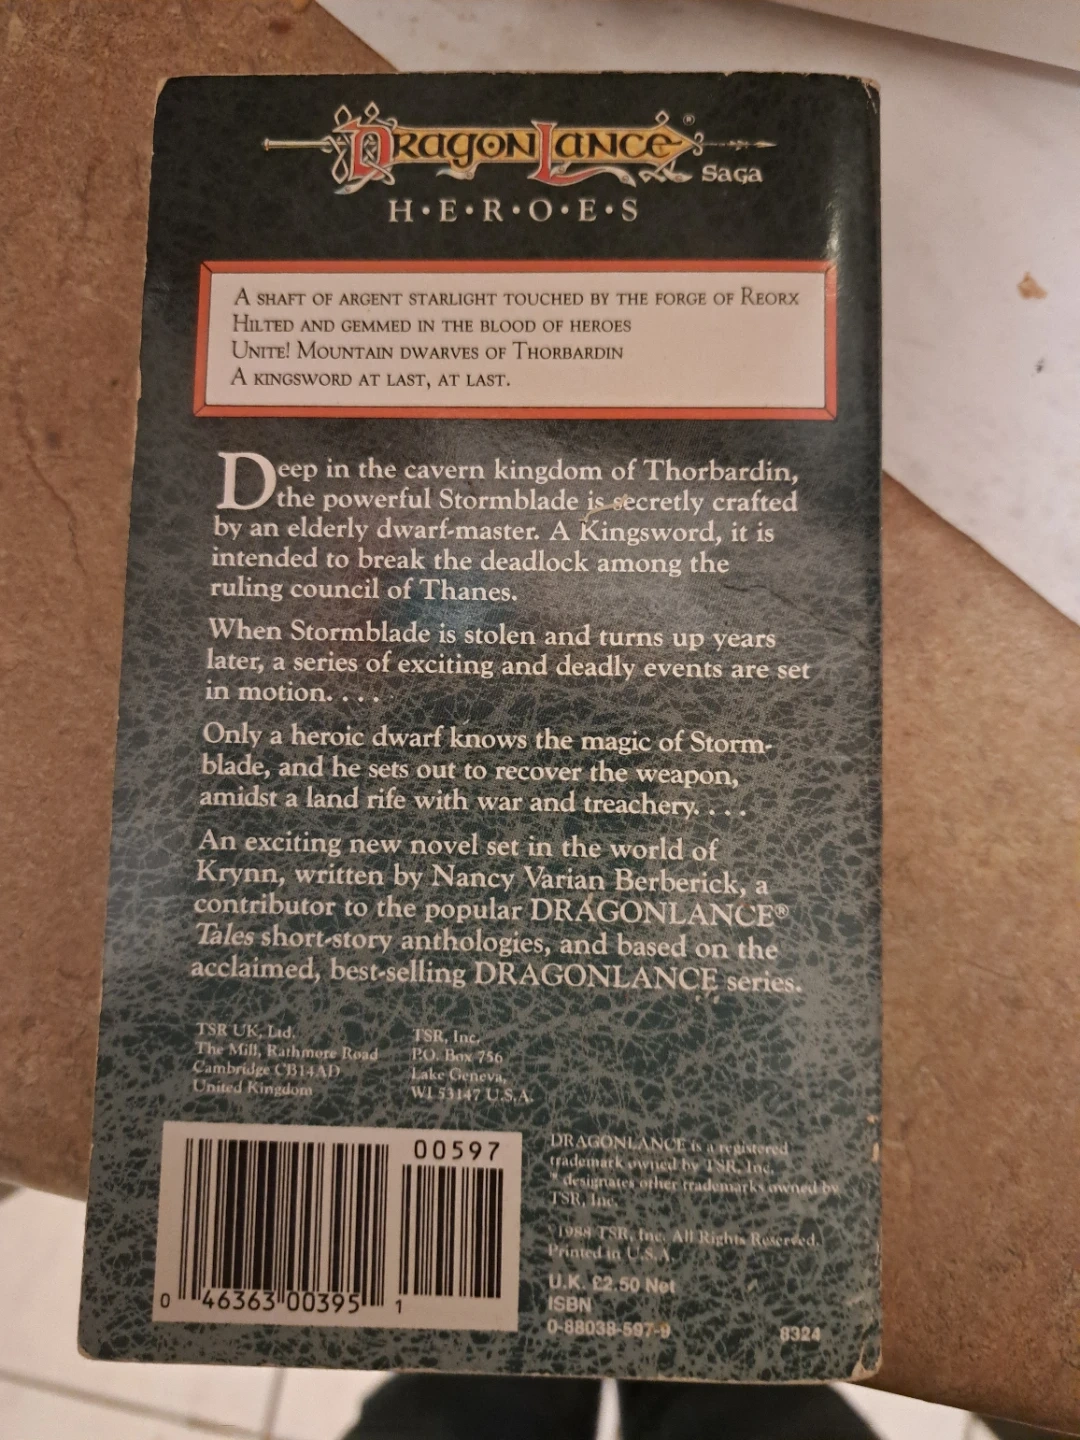 DRAGONLANCE®
SAGA
H·E·R·O·E·S
A SHAFT OF ARGENT STARLIGHT TOUCHED BY THE FORGE OF REORX
HILTED AND GEMMED IN THE BLOOD OF HEROES
UNITE! MOUNTAIN DWARVES OF THORBARDIN
A KINGSWORD AT LAST, AT LAST.
Deep in the cavern kingdom of Thorbardin,
the powerful Stormblade is secretly crafted
by an elderly dwarf-master. A Kingsword, it is
intended to break the deadlock among the
ruling council of Thanes.
When Stormblade is stolen and turns up years
later, a series of exciting and deadly events are set
in motion. . . .
Only a heroic dwarf knows the magic of Storm-
blade, and he sets out to recover the weapon,
amidst a land rife with war and treachery. . . .
An exciting new novel set in the world of
Krynn, written by Nancy Varian Berberick, a
contributor to the popular DRAGONLANCE®
Tales short-story anthologies, and based on the
acclaimed, best-selling DRAGONLANCE series.
TSR UK, Ltd.
The Mill, Rathmore Road
Cambridge CB14AD
United Kingdom
TSR, Inc.
P.O. Box 756
Lake Geneva,
WI 53147 U.S.A.
00597
0 46363 00395 1
DRAGONLANCE is a registered
trademark owned by TSR, Inc.
designates other trademarks owned by
TSR, Inc.
1988 TSR, Inc. All Rights Reserved.
Printed in U.S.A.
U.K. £2.50 Net
ISBN
0-88038-597-9
8324